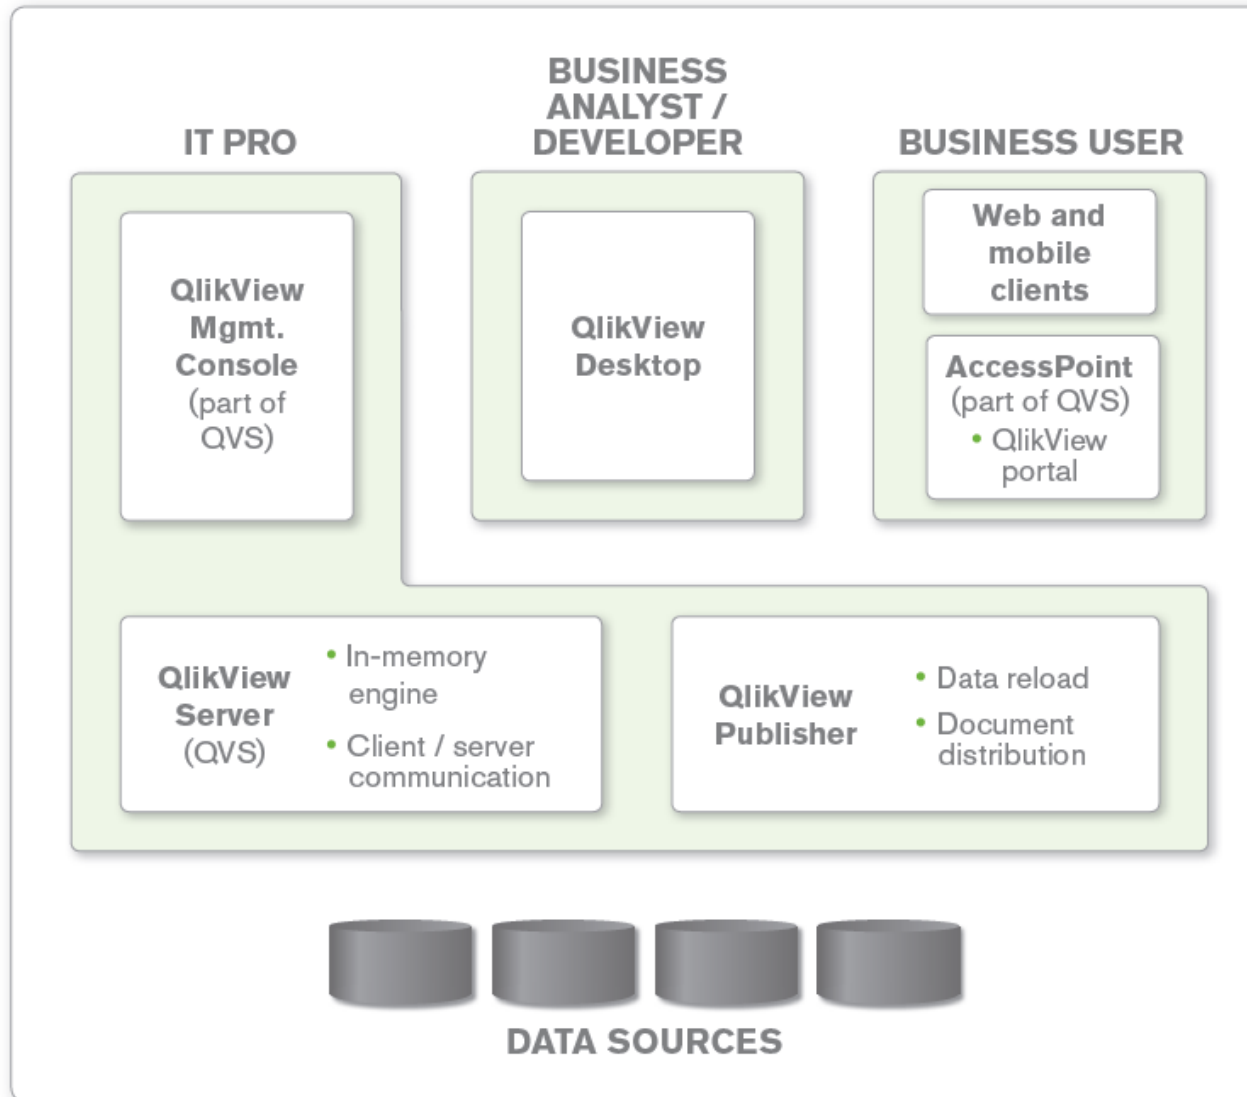 IT PRO
BUSINESS
ANALYST /
DEVELOPER
BUSINESS USER
QlikView
Mgmt.
Console
(part of
QVS)
QlikView
Desktop
Web and
mobile
clients
AccessPoint
(part of QVS)
• QlikView
portal
QlikView
Server
(QVS)
• In-memory
engine
• Client / server
communication
QlikView
Publisher
• Data reload
• Document
distribution
DATA SOURCES